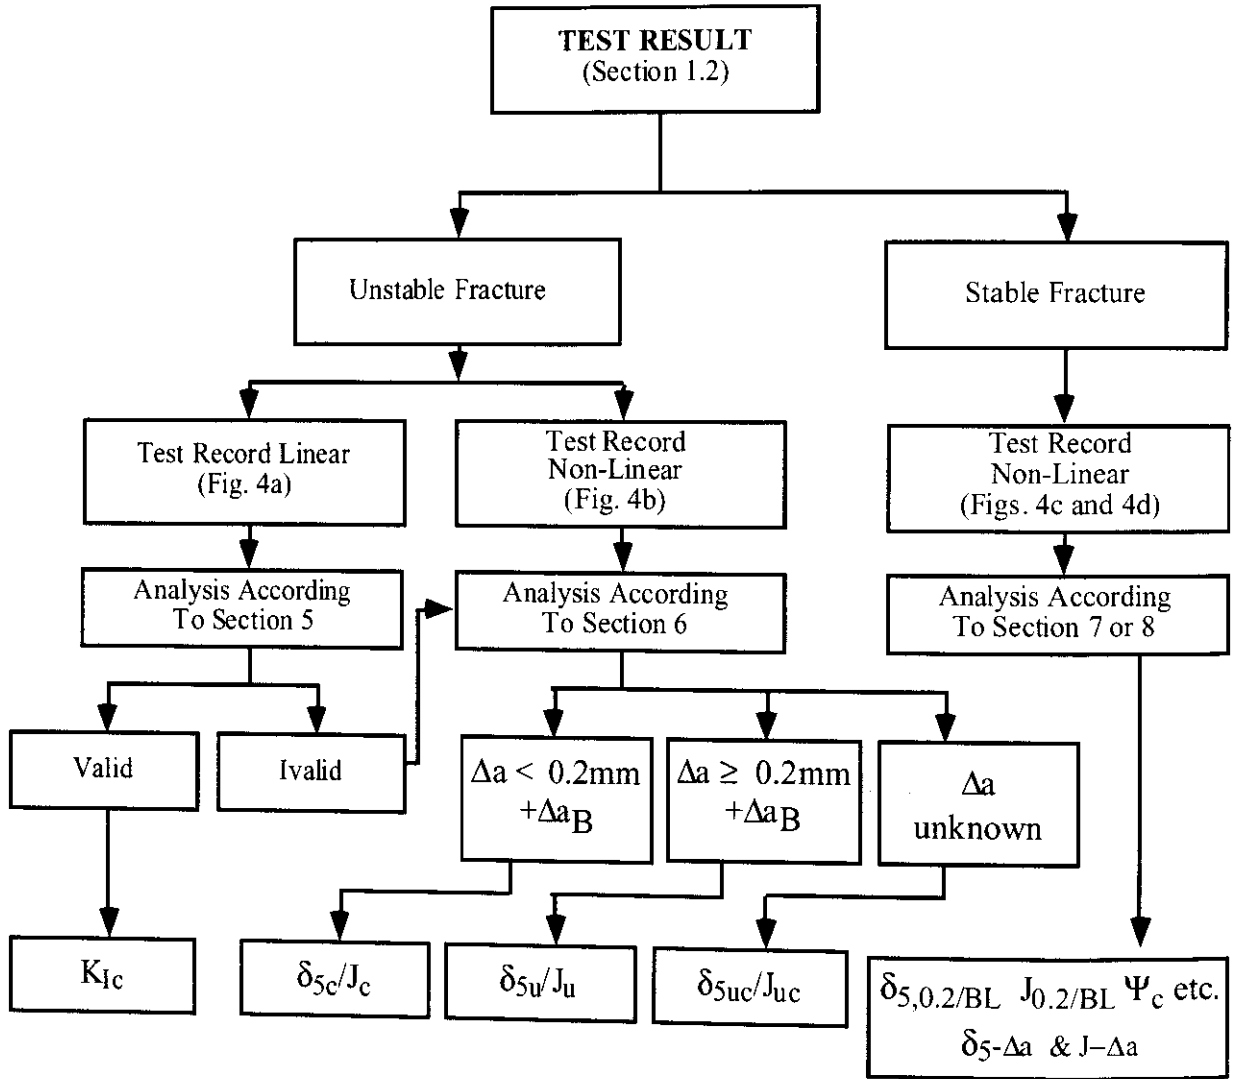 TEST RESULT
(Section 1.2)
Unstable Fracture
Stable Fracture
Test Record Linear
(Fig. 4a)
Test Record
Non-Linear
(Fig. 4b)
Test Record
Non-Linear
(Figs. 4c and 4d)
Analysis According
To Section 5
Analysis According
To Section 6
Analysis According
To Section 7 or 8
Valid
Ivalid
Δa < 0.2mm
+ΔaB
Δa ≥ 0.2mm
+ΔaB
Δa
unknown
KIc
δ5c/Jc
δ5u/Ju
δ5uc/Juc
δ5,0.2/BL J0.2/BL Ψc etc.
δ5-Δa & J–Δa